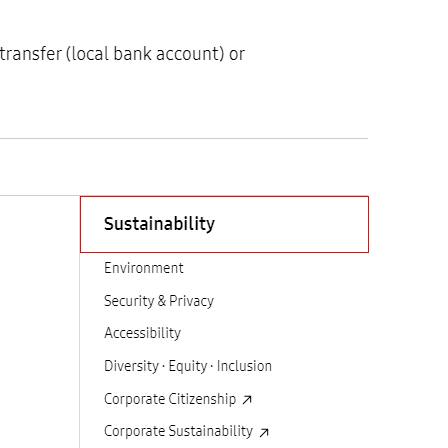 transfer (local bank account) or
Sustainability
Environment
Security & Privacy
Accessibility
Diversity · Equity · Inclusion
Corporate Citizenship ↗
Corporate Sustainability ↗